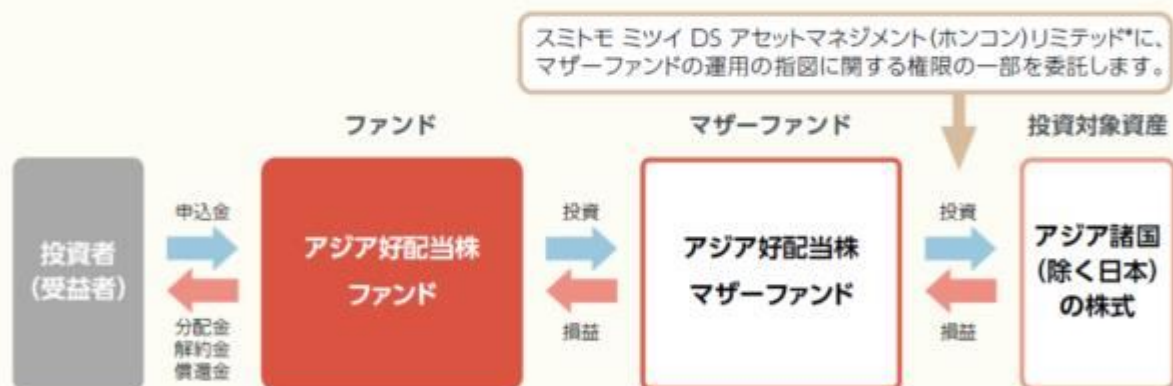 スミトモ ミツイ DS アセットマネジメント(ホンコン)リミテッド*に、
マザーファンドの運用の指図に関する権限の一部を委託します。
ファンド
マザーファンド
投資対象資産
投資者
(受益者)
申込金
分配金
解約金
償還金
アジア好配当株
ファンド
投資
損益
アジア好配当株
マザーファンド
投資
損益
アジア諸国
(除く日本)
の株式